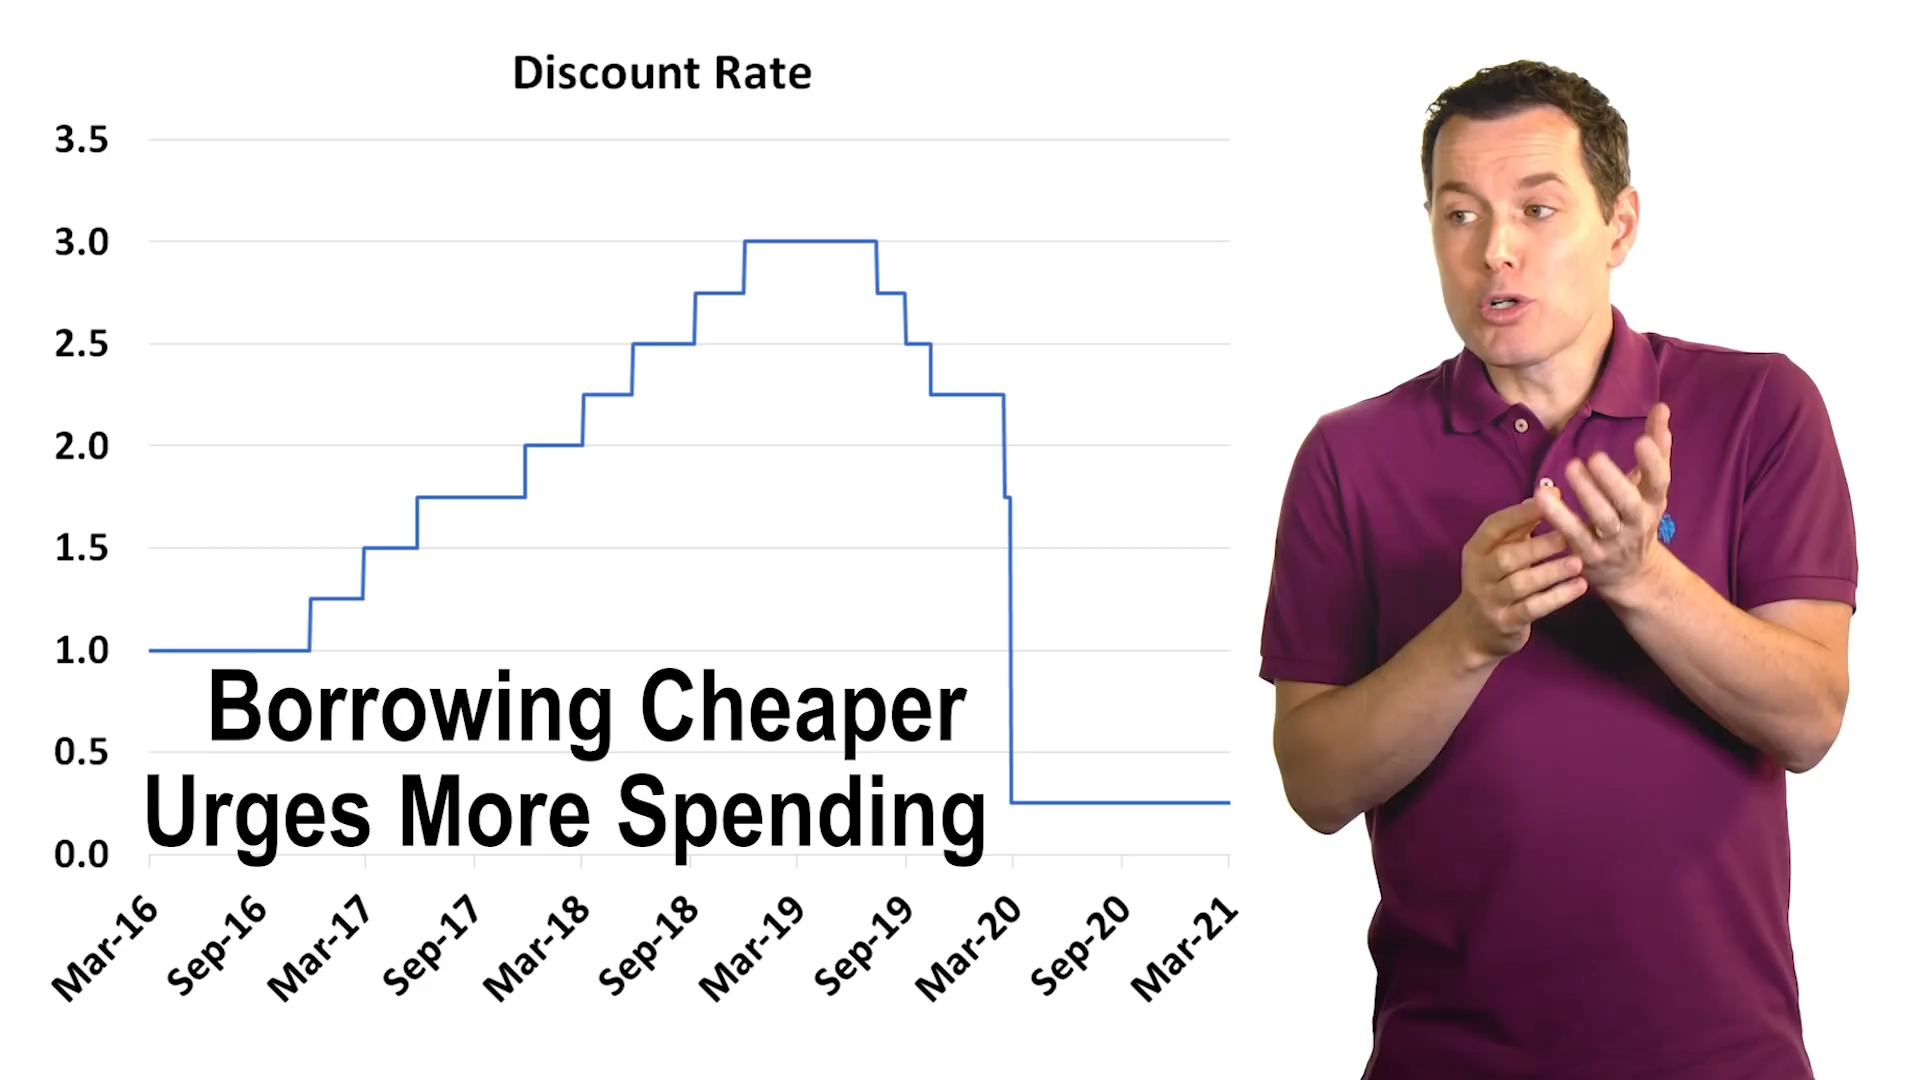 Discount Rate
3.5
3.0
2.5
2.0
1.5
1.0
0.5
0.0
Borrowing Cheaper
Urges More Spending
Mar-16
Sep-16
Mar-17
Sep-17
Mar-18
Sep-18
Mar-19
Sep-19
Mar-20
Sep-20
Mar-21